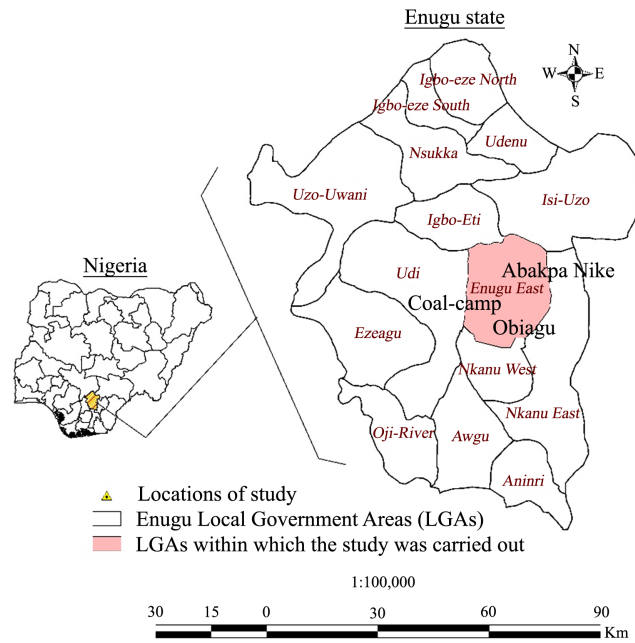 Enugu state
N
W E
S
Igbo-eze North
Igbo-eze South
Udenu
Nsukka
Uzo-Uwani
Isi-Uzo
Igbo-Eti
Nigeria
Udi
Abakpa Nike
Enugu East
Coal-camp
Obiagu
Ezeagu
Nkanu West
Nkanu East
Oji-River
Awgu
Aninri
Locations of study
Enugu Local Government Areas (LGAs)
LGAs within which the study was carried out
1:100,000
30 15 0 30 60 90
Km